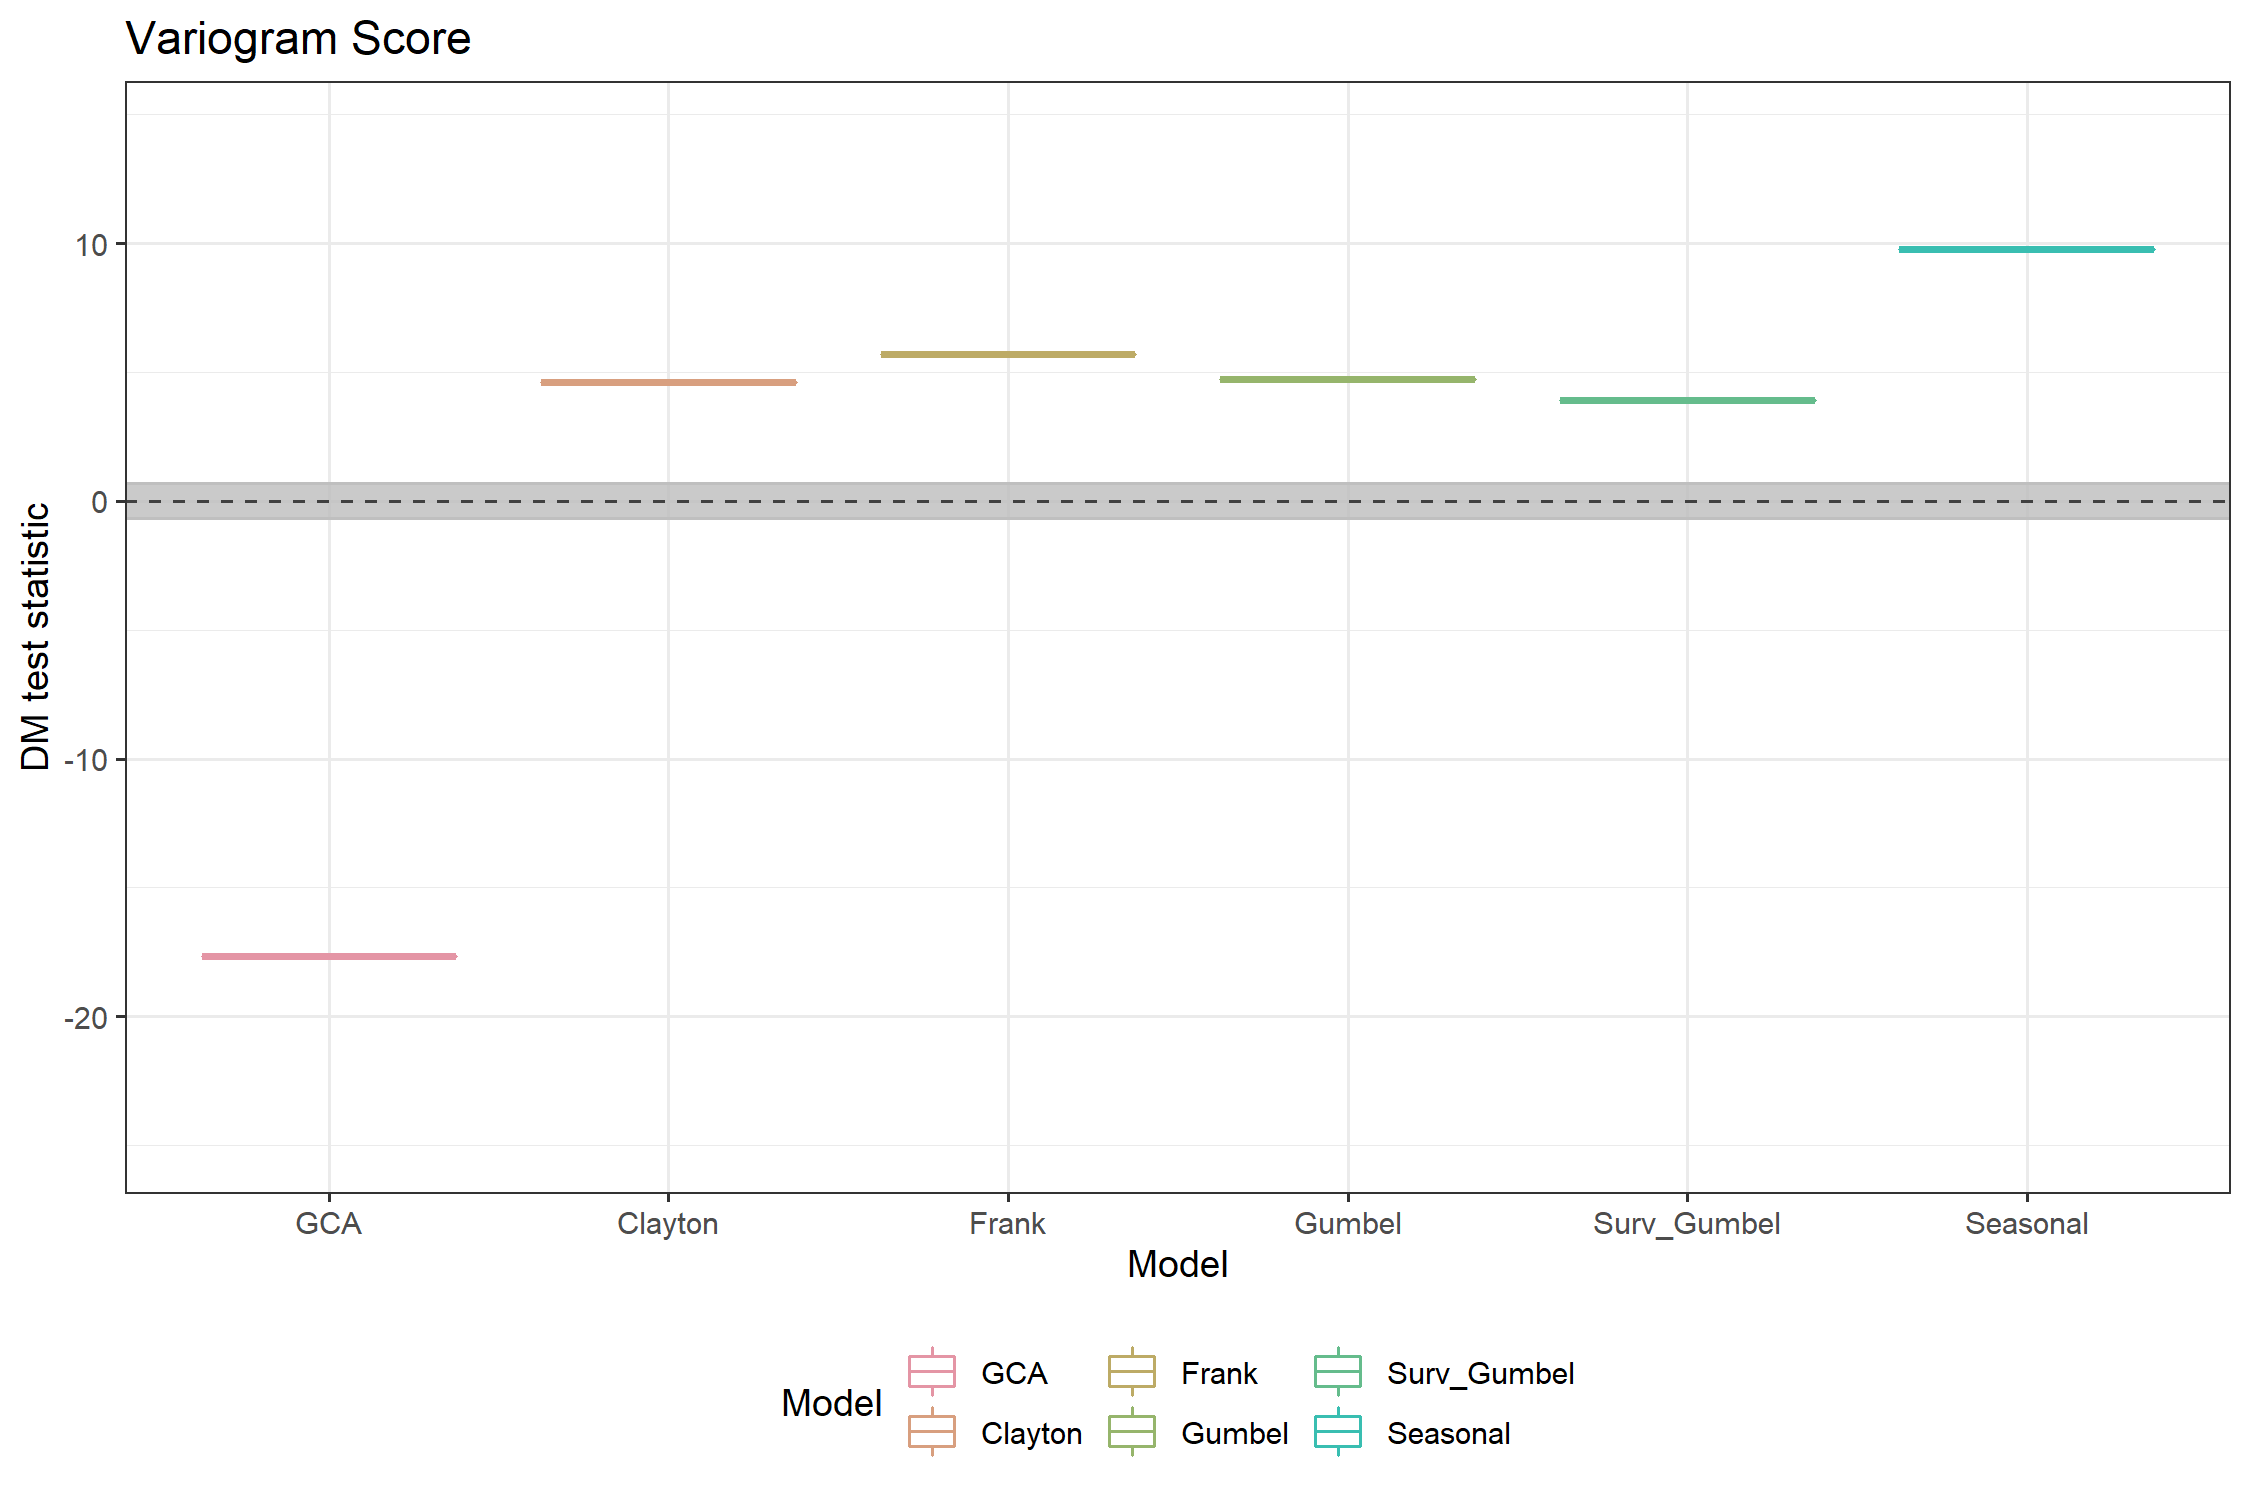 Variogram Score
DM test statistic
10
0
-10
-20
GCA Clayton Frank Gumbel Surv_Gumbel Seasonal
Model
Model
GCA Frank Surv_Gumbel
Clayton Gumbel Seasonal